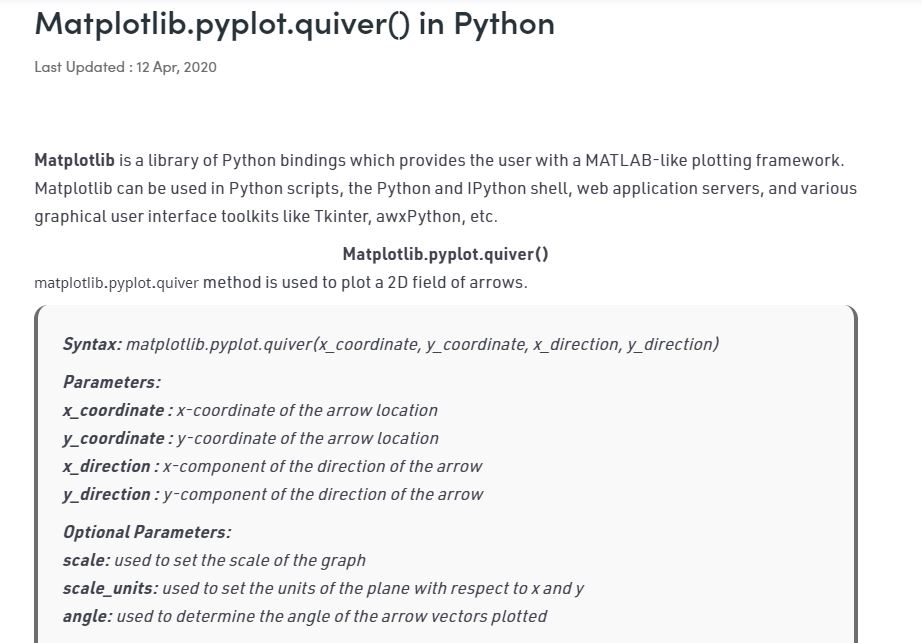 Matplotlib.pyplot.quiver() in Python
Last Updated : 12 Apr, 2020
Matplotlib is a library of Python bindings which provides the user with a MATLAB-like plotting framework.
Matplotlib can be used in Python scripts, the Python and IPython shell, web application servers, and various
graphical user interface toolkits like Tkinter, awxPython, etc.
Matplotlib.pyplot.quiver()
matplotlib.pyplot.quiver method is used to plot a 2D field of arrows.
Syntax: matplotlib.pyplot.quiver(x_coordinate, y_coordinate, x_direction, y_direction)
Parameters:
x_coordinate : x-coordinate of the arrow location
y_coordinate : y-coordinate of the arrow location
x_direction : x-component of the direction of the arrow
y_direction : y-component of the direction of the arrow
Optional Parameters:
scale: used to set the scale of the graph
scale_units: used to set the units of the plane with respect to x and y
angle: used to determine the angle of the arrow vectors plotted